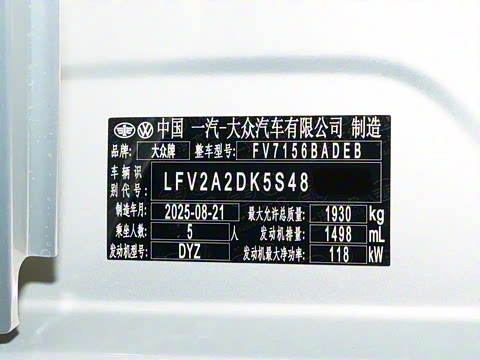 中国 一汽-大众汽车有限公司 制造
品牌: 大众牌 整车型号: FV7156BADEB
车辆识别代号: LFV2A2DK5S48
制造年月: 2025-08-21 最大允许总质量: 1930 kg
乘坐人数: 5 人 发动机排量: 1498 mL
发动机型号: DYZ 发动机最大净功率: 118 kW